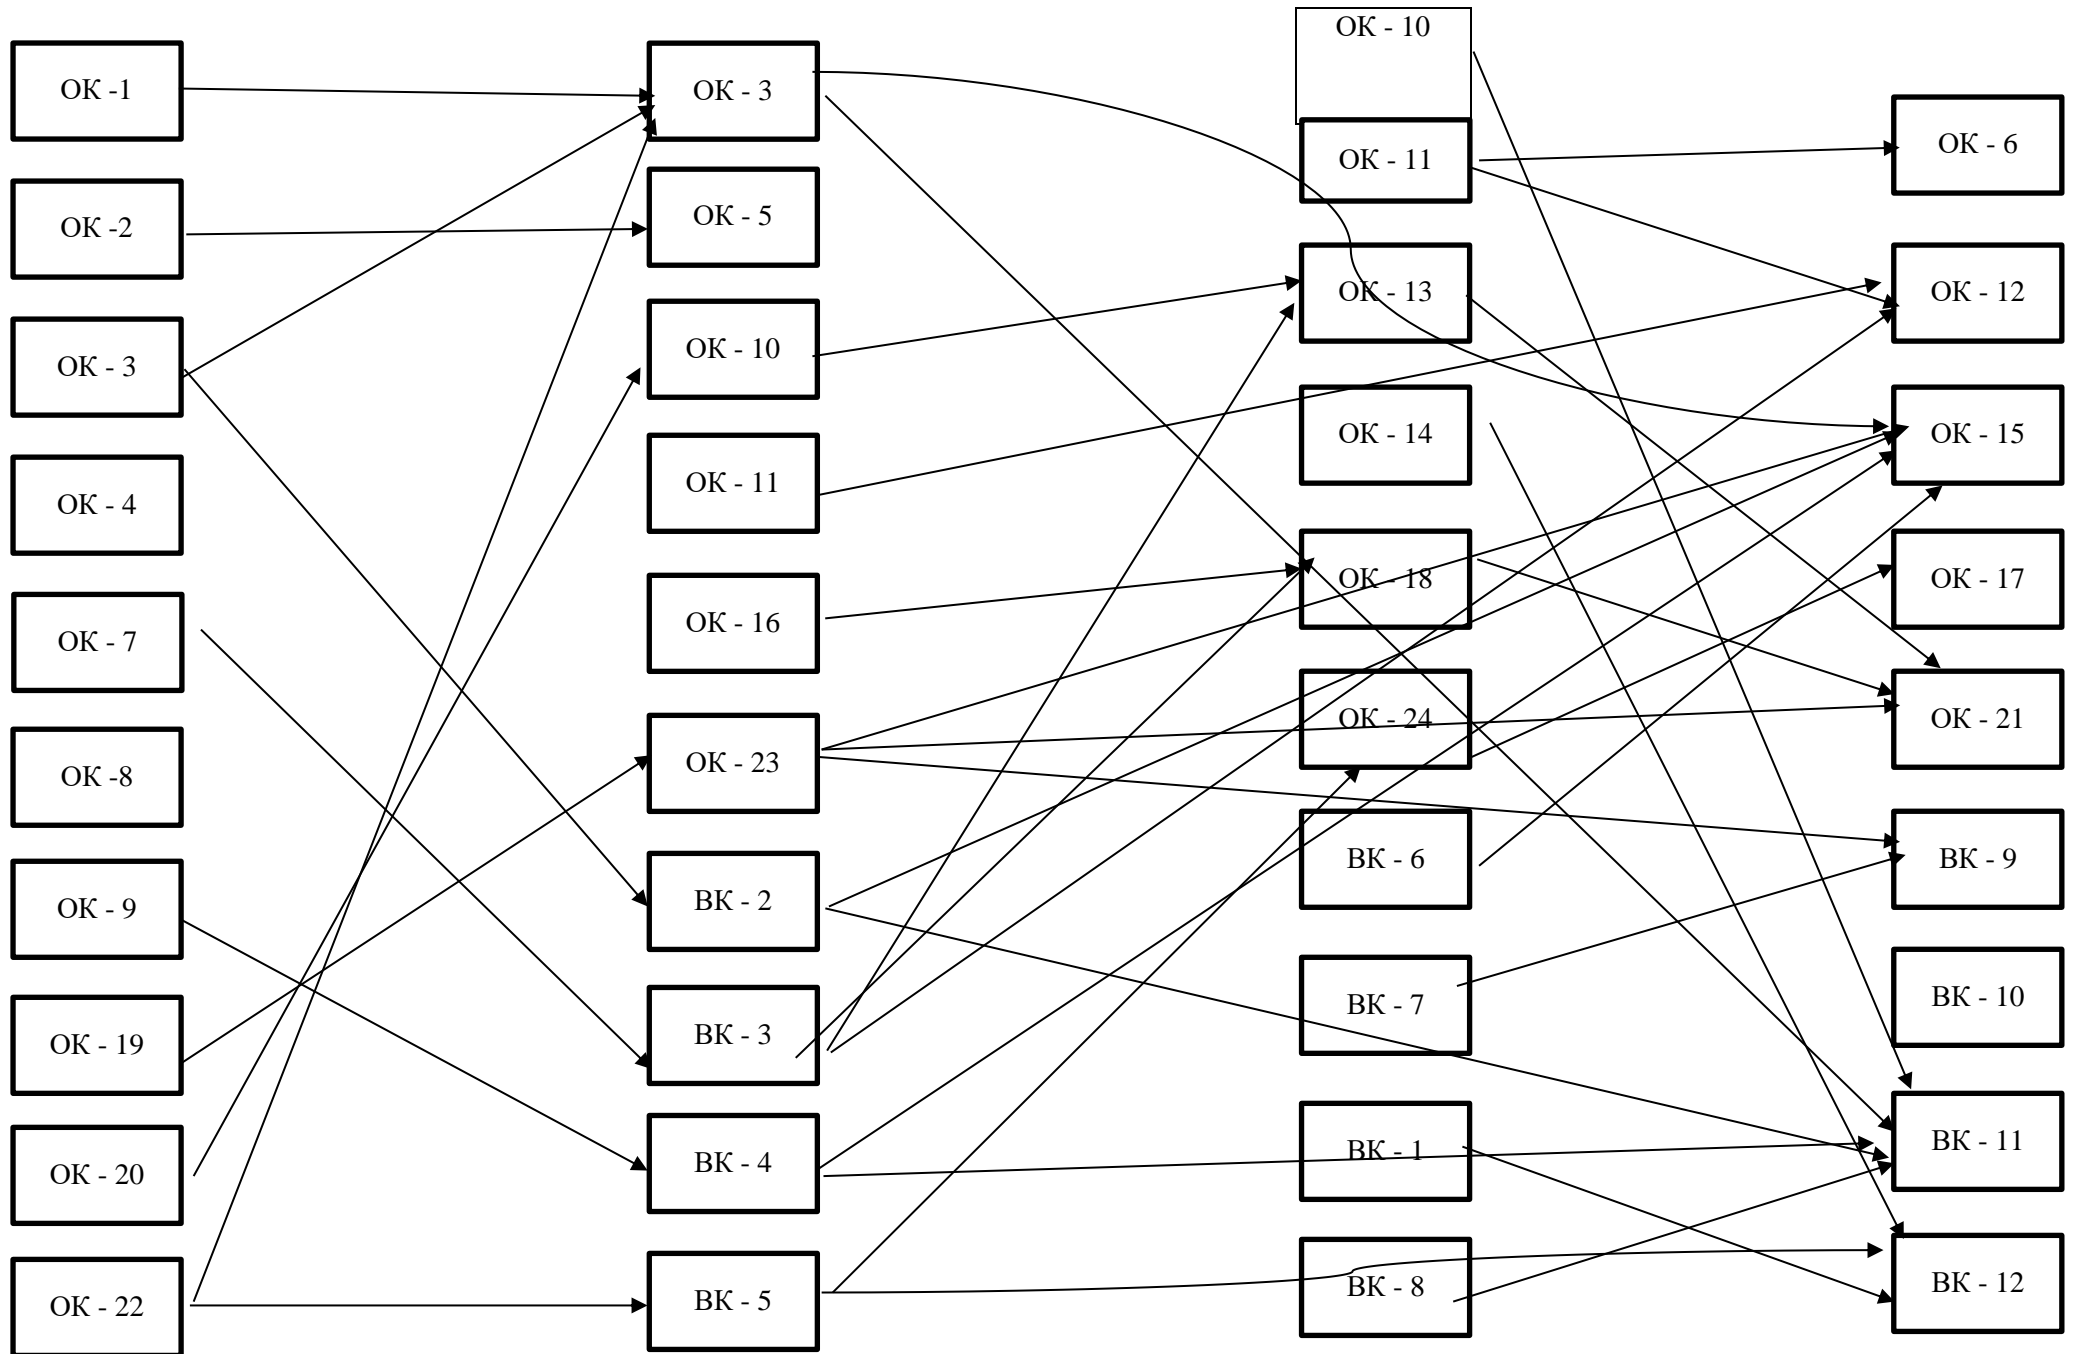 ОК -1
ОК -2
ОК - 3
ОК - 4
ОК - 7
ОК -8
ОК - 9
ОК - 19
ОК - 20
ОК - 22
ОК - 3
ОК - 5
ОК - 10
ОК - 11
ОК - 16
ОК - 23
ВК - 2
ВК - 3
ВК - 4
ВК - 5
ОК - 10
ОК - 11
ОК - 13
ОК - 14
ОК - 18
ОК - 24
ВК - 6
ВК - 7
ВК - 1
ВК - 8
ОК - 6
ОК - 12
ОК - 15
ОК - 17
ОК - 21
ВК - 9
ВК - 10
ВК - 11
ВК - 12